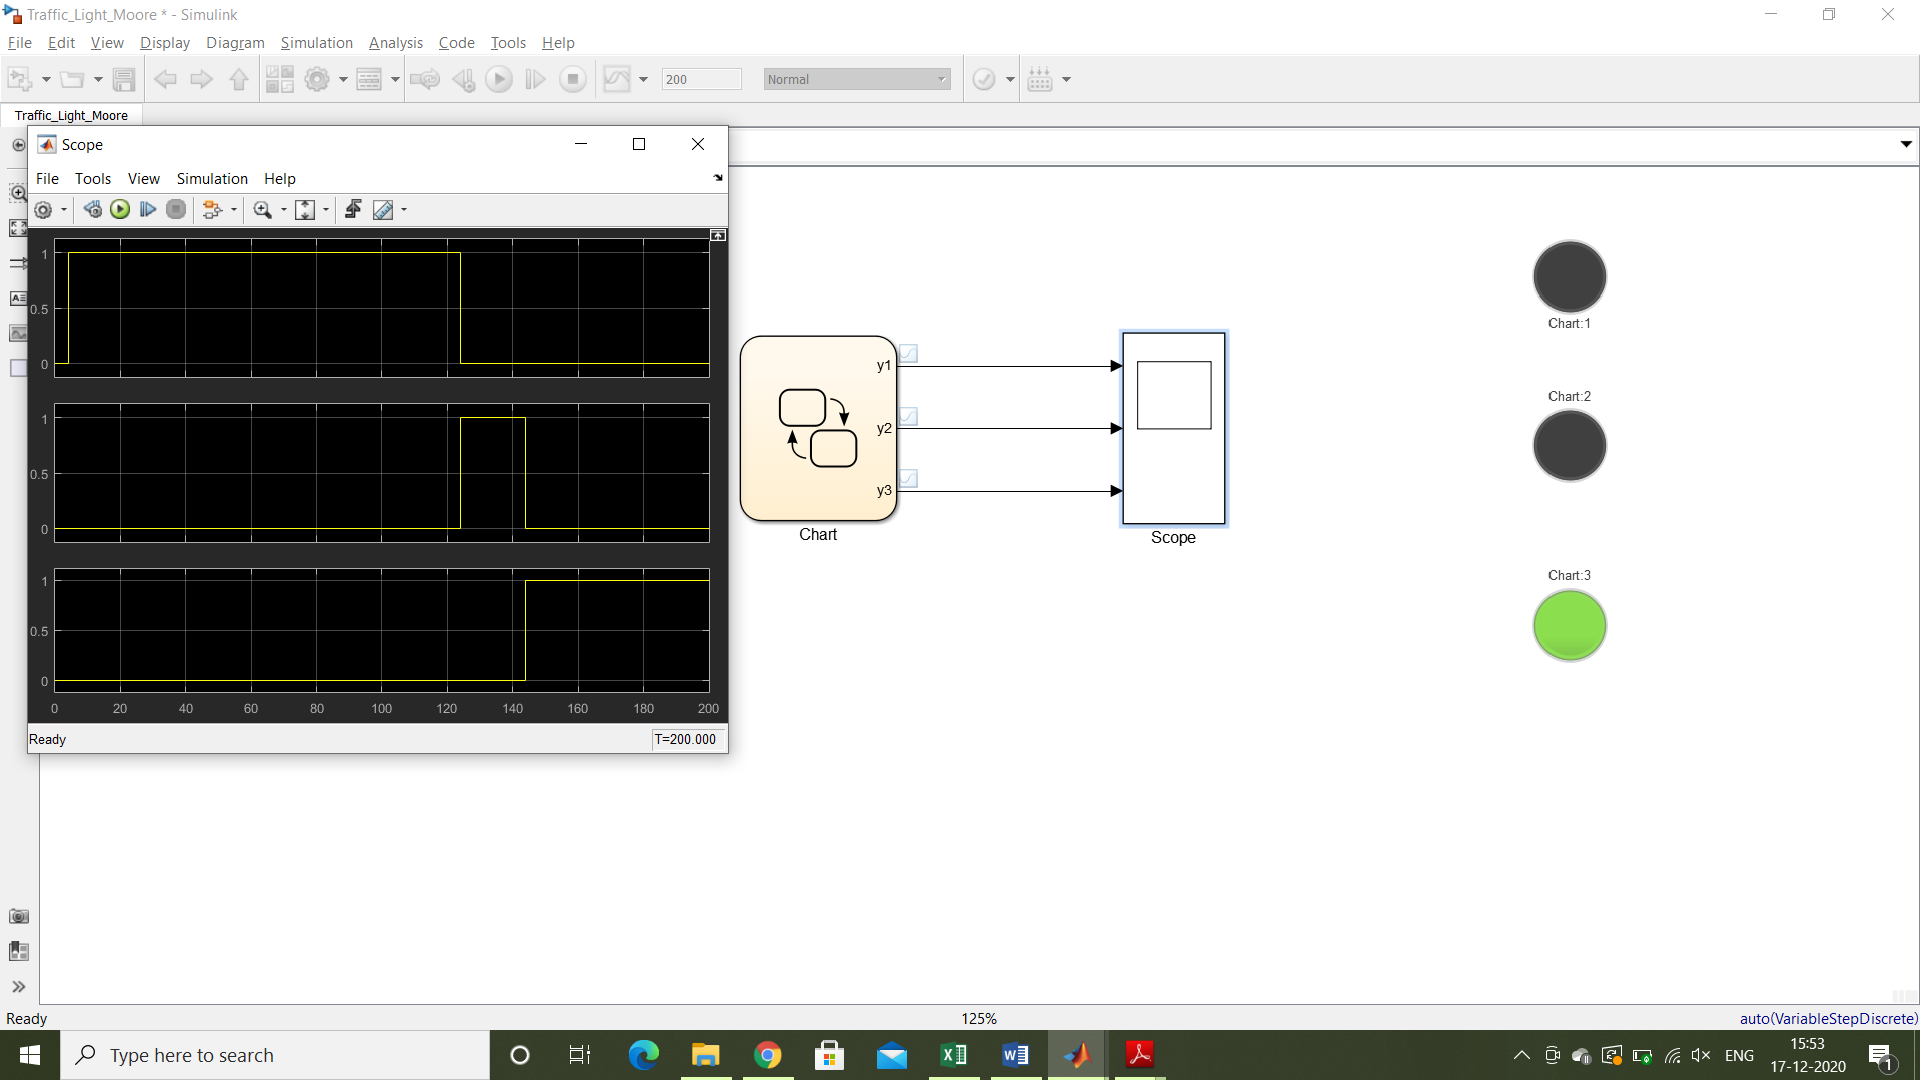 Traffic_Light_Moore * - Simulink
File Edit View Display Diagram Simulation Analysis Code Tools Help
200 Normal
Traffic_Light_Moore
Scope
File Tools View Simulation Help
1
0.5
0
1
0.5
0
1
0.5
0
0 20 40 60 80 100 120 140 160 180 200
Ready T=200.000
y1
y2
y3
Chart
Scope
Chart:1
Chart:2
Chart:3
Ready 125% auto(VariableStepDiscrete)
Type here to search
ENG
15:53
17-12-2020
1